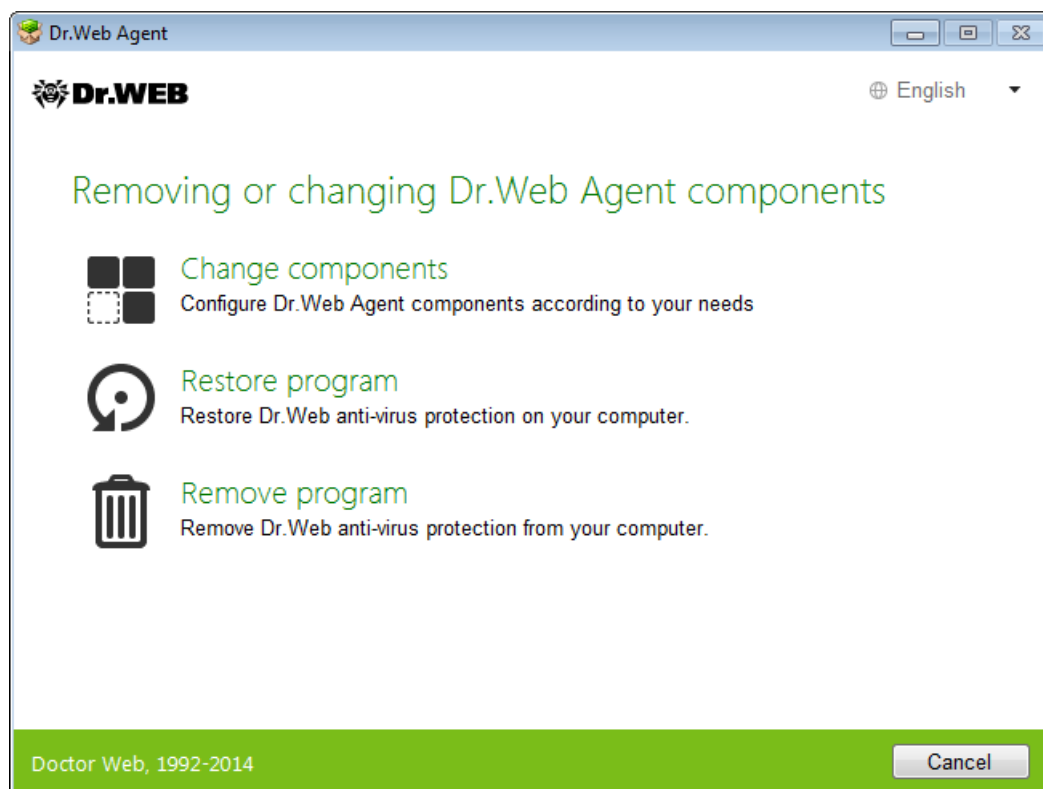 Dr.Web Agent
Dr.WEB
English
Removing or changing Dr.Web Agent components
Change components
Configure Dr.Web Agent components according to your needs
Restore program
Restore Dr.Web anti-virus protection on your computer.
Remove program
Remove Dr.Web anti-virus protection from your computer.
Doctor Web, 1992-2014
Cancel